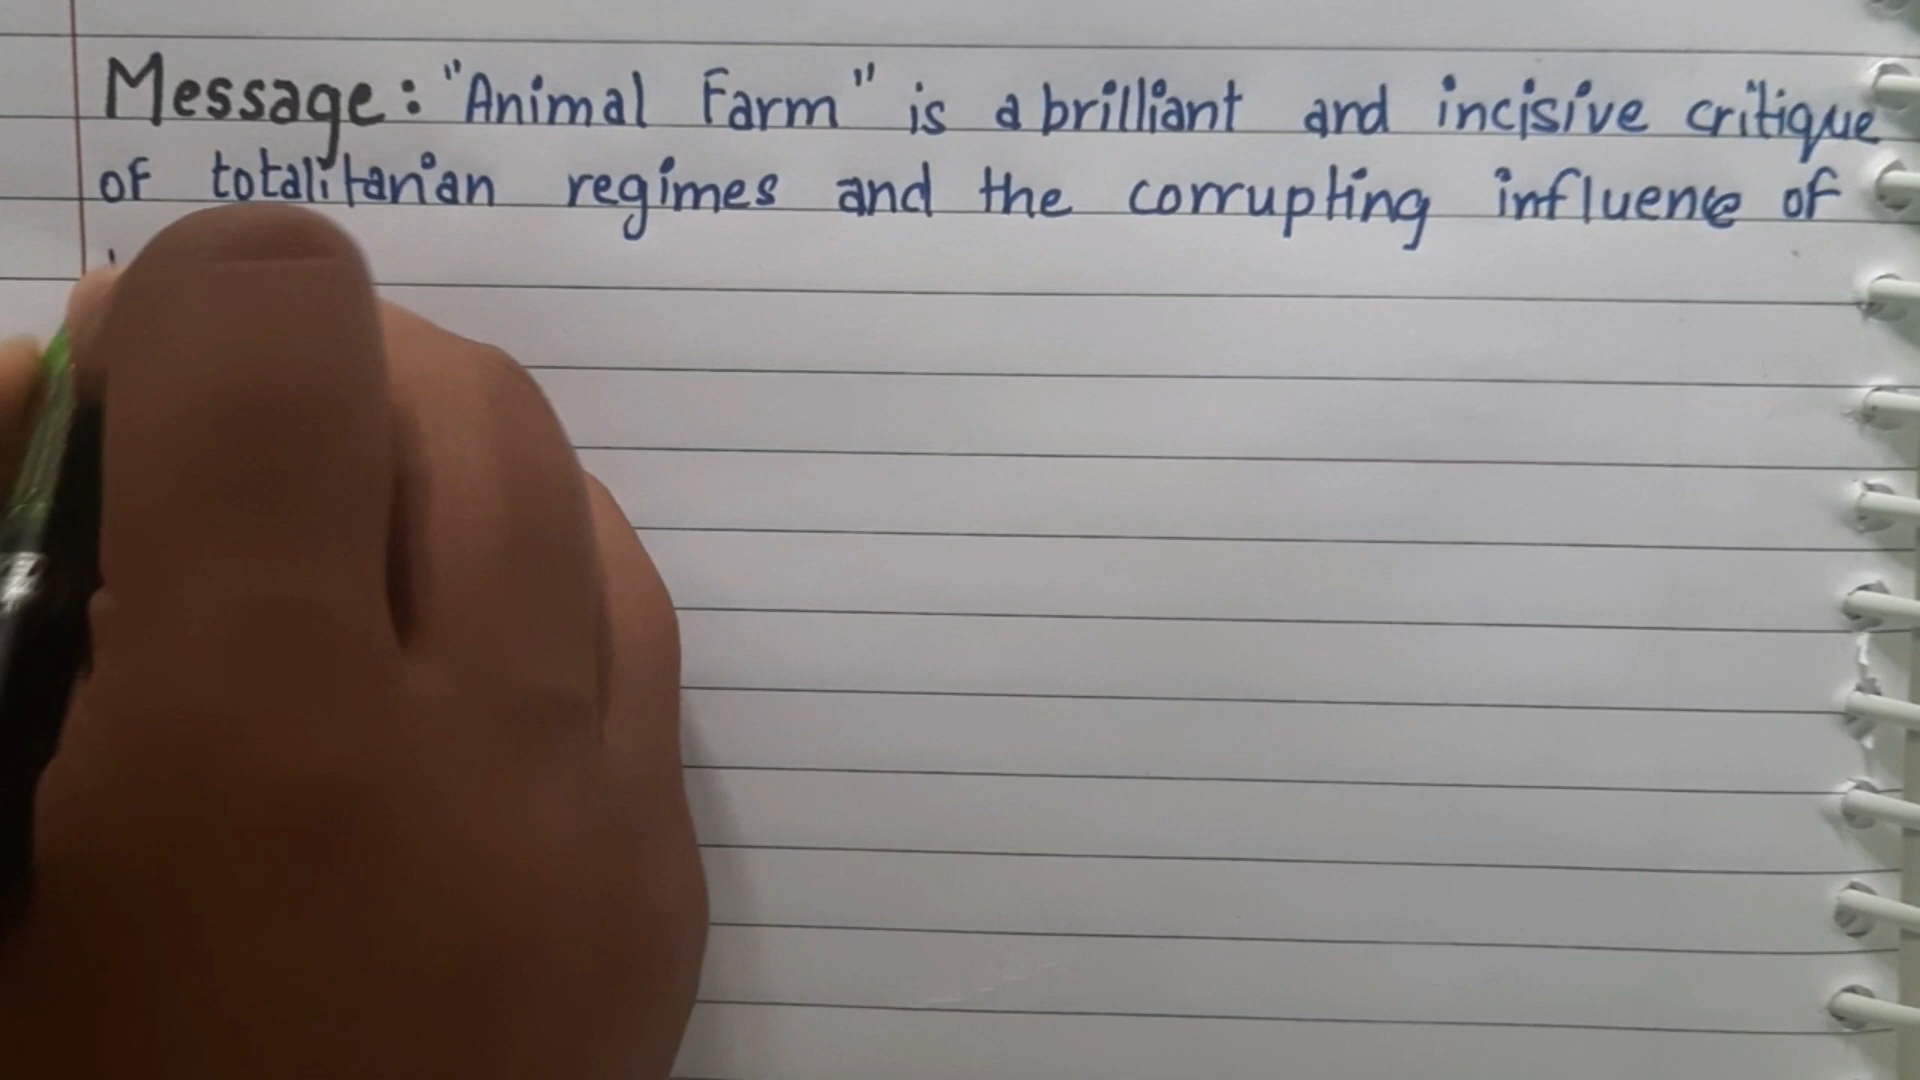 Message: "Animal Farm" is a brilliant and incisive critique
of totalitarian regimes and the corrupting influence of